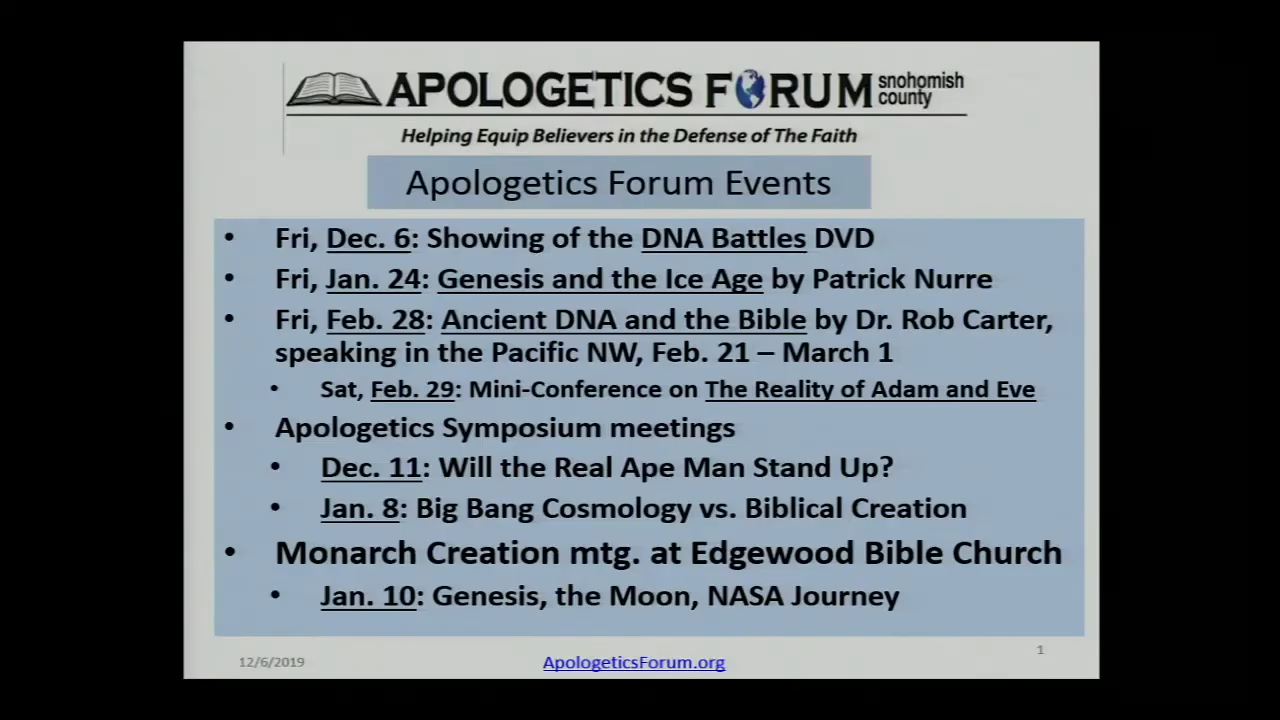 APOLOGETICS FORUM snohomish county
Helping Equip Believers in the Defense of The Faith
Apologetics Forum Events
• Fri, Dec. 6: Showing of the DNA Battles DVD
• Fri, Jan. 24: Genesis and the Ice Age by Patrick Nurre
• Fri, Feb. 28: Ancient DNA and the Bible by Dr. Rob Carter,
speaking in the Pacific NW, Feb. 21 – March 1
• Sat, Feb. 29: Mini-Conference on The Reality of Adam and Eve
• Apologetics Symposium meetings
• Dec. 11: Will the Real Ape Man Stand Up?
• Jan. 8: Big Bang Cosmology vs. Biblical Creation
• Monarch Creation mtg. at Edgewood Bible Church
• Jan. 10: Genesis, the Moon, NASA Journey
12/6/2019
ApologeticsForum.org
1